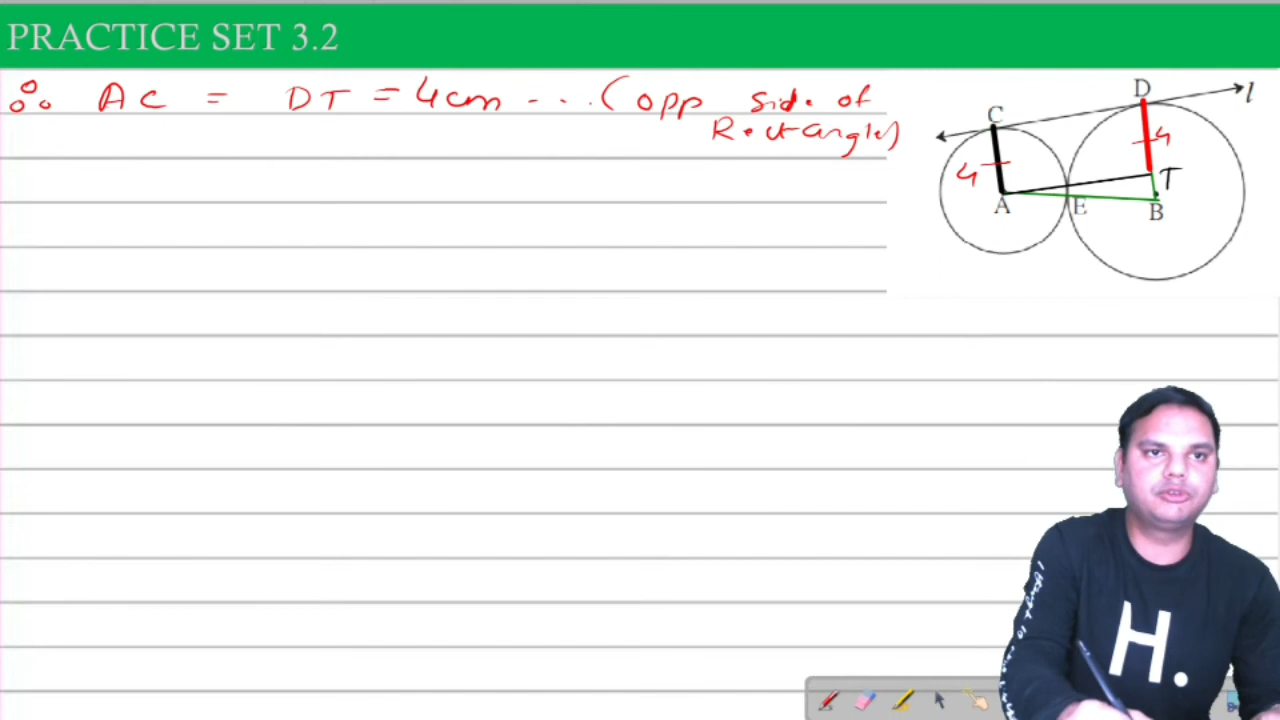 PRACTICE SET 3.2
∴ AC = DT = 4cm ... (opp side of
Rectangle)
D
l
C
4
4
T
A
E
B
H.